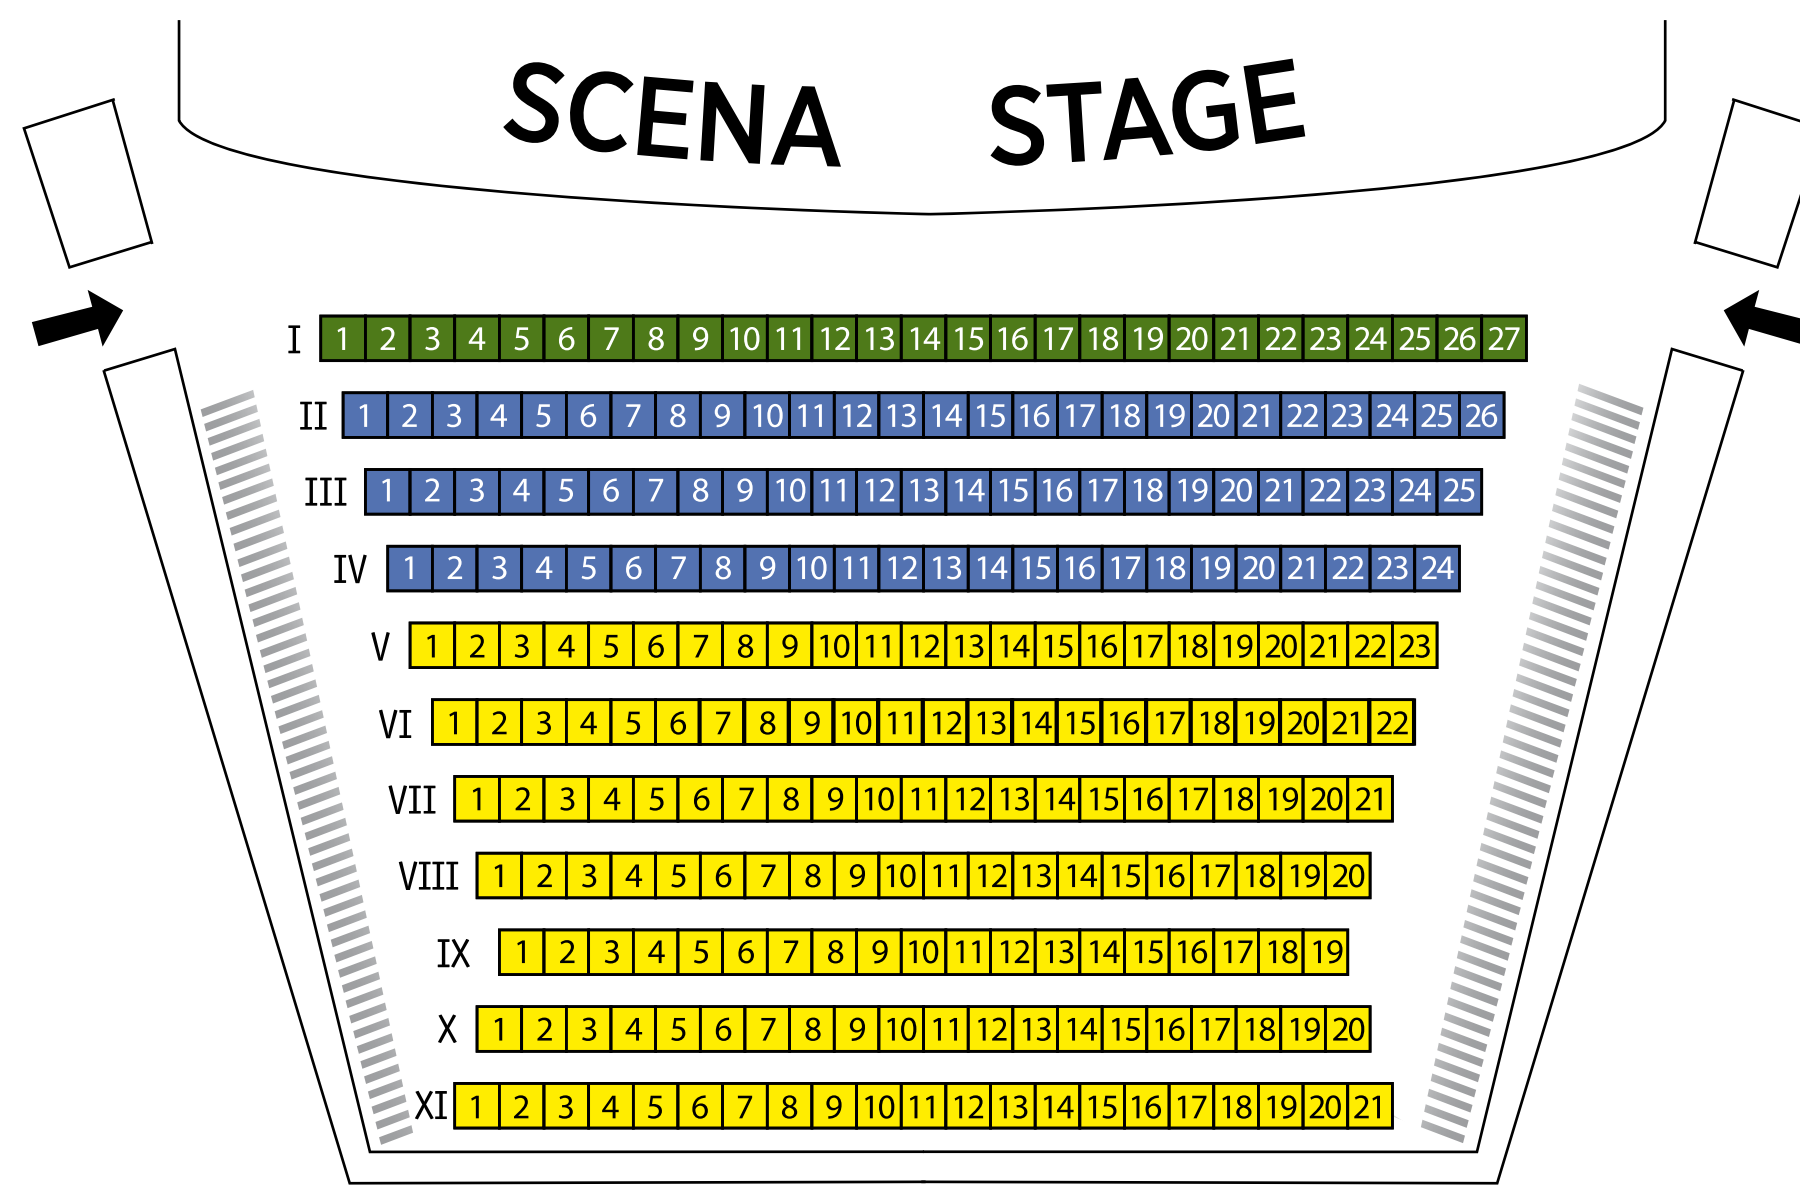 SCENA STAGE
I 1 2 3 4 5 6 7 8 9 10 11 12 13 14 15 16 17 18 19 20 21 22 23 24 25 26 27
II 1 2 3 4 5 6 7 8 9 10 11 12 13 14 15 16 17 18 19 20 21 22 23 24 25 26
III 1 2 3 4 5 6 7 8 9 10 11 12 13 14 15 16 17 18 19 20 21 22 23 24 25
IV 1 2 3 4 5 6 7 8 9 10 11 12 13 14 15 16 17 18 19 20 21 22 23 24
V 1 2 3 4 5 6 7 8 9 10 11 12 13 14 15 16 17 18 19 20 21 22 23
VI 1 2 3 4 5 6 7 8 9 10 11 12 13 14 15 16 17 18 19 20 21 22
VII 1 2 3 4 5 6 7 8 9 10 11 12 13 14 15 16 17 18 19 20 21
VIII 1 2 3 4 5 6 7 8 9 10 11 12 13 14 15 16 17 18 19 20
IX 1 2 3 4 5 6 7 8 9 10 11 12 13 14 15 16 17 18 19
X 1 2 3 4 5 6 7 8 9 10 11 12 13 14 15 16 17 18 19 20
XI 1 2 3 4 5 6 7 8 9 10 11 12 13 14 15 16 17 18 19 20 21